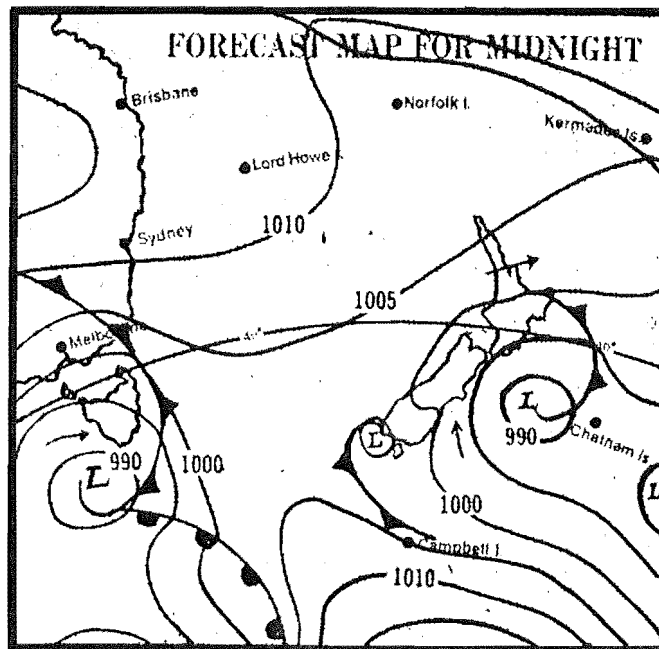 FORECAST MAP FOR MIDNIGHT
Brisbane
Norfolk I.
Kermadec Is.
Lord Howe
1010
Sydney
1005
Melbourne
40°
40°
L
990
Chatham Is
L
L
990
L
1000
1000
Campbell I.
1010